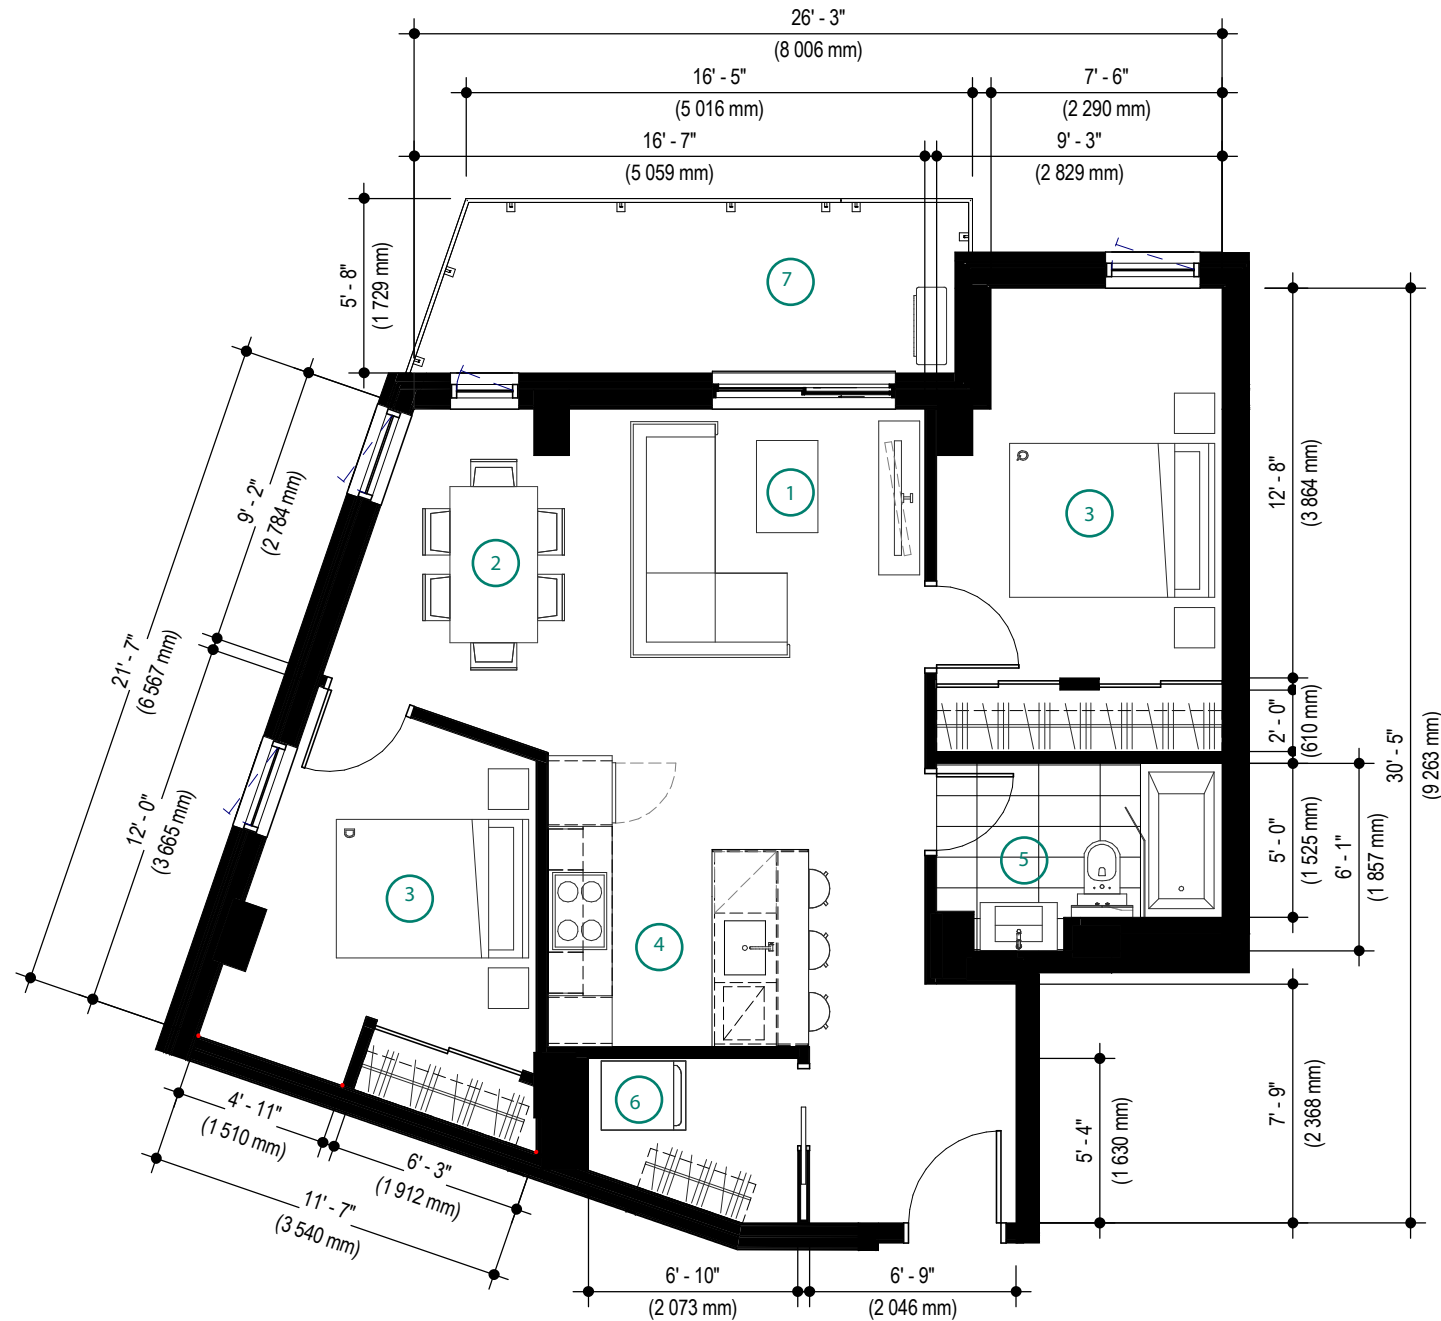 26' - 3"
(8 006 mm)
16' - 5"
(5 016 mm)
7' - 6"
(2 290 mm)
16' - 7"
(5 059 mm)
9' - 3"
(2 829 mm)
5' - 8"
(1 729 mm)
7
9' - 2"
(2 784 mm)
21' - 7"
(6 567 mm)
12' - 0"
(3 665 mm)
1
2
3
12' - 8"
(3 864 mm)
2' - 0"
(610 mm)
30' - 5"
(9 263 mm)
5' - 0"
(1 525 mm)
6' - 1"
(1 857 mm)
5
3
4
6
4' - 11"
(1 510 mm)
6' - 3"
(1 912 mm)
11' - 7"
(3 540 mm)
5' - 4"
(1 630 mm)
7' - 9"
(2 368 mm)
6' - 10"
(2 073 mm)
6' - 9"
(2 046 mm)